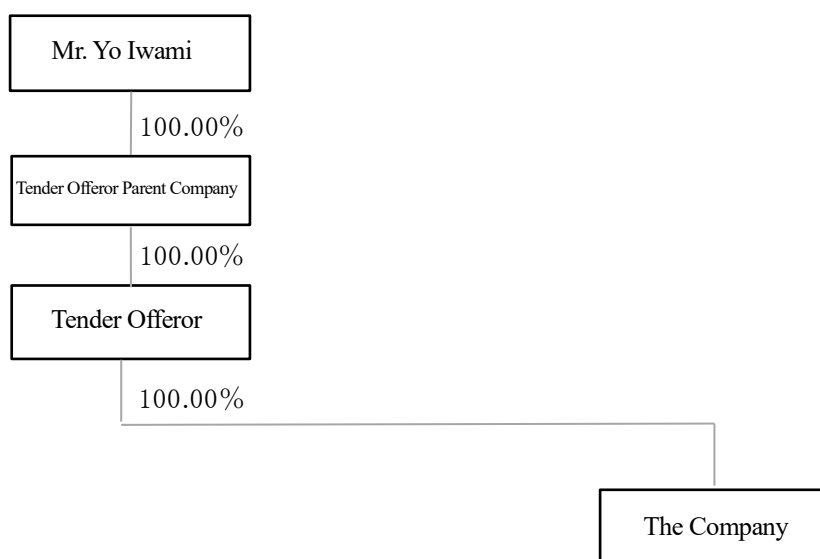 Mr. Yo Iwami
100.00%
Tender Offeror Parent Company
100.00%
Tender Offeror
100.00%
The Company